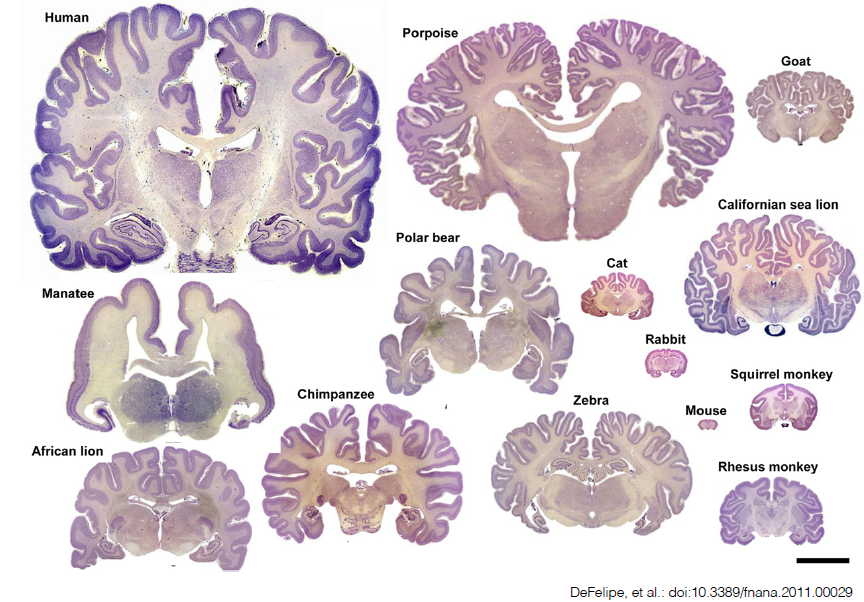 Human
Porpoise
Goat
Californian sea lion
Polar bear
Cat
Manatee
Rabbit
Squirrel monkey
Chimpanzee
Zebra
Mouse
African lion
Rhesus monkey
DeFelipe, et al.: doi:10.3389/fnana.2011.00029